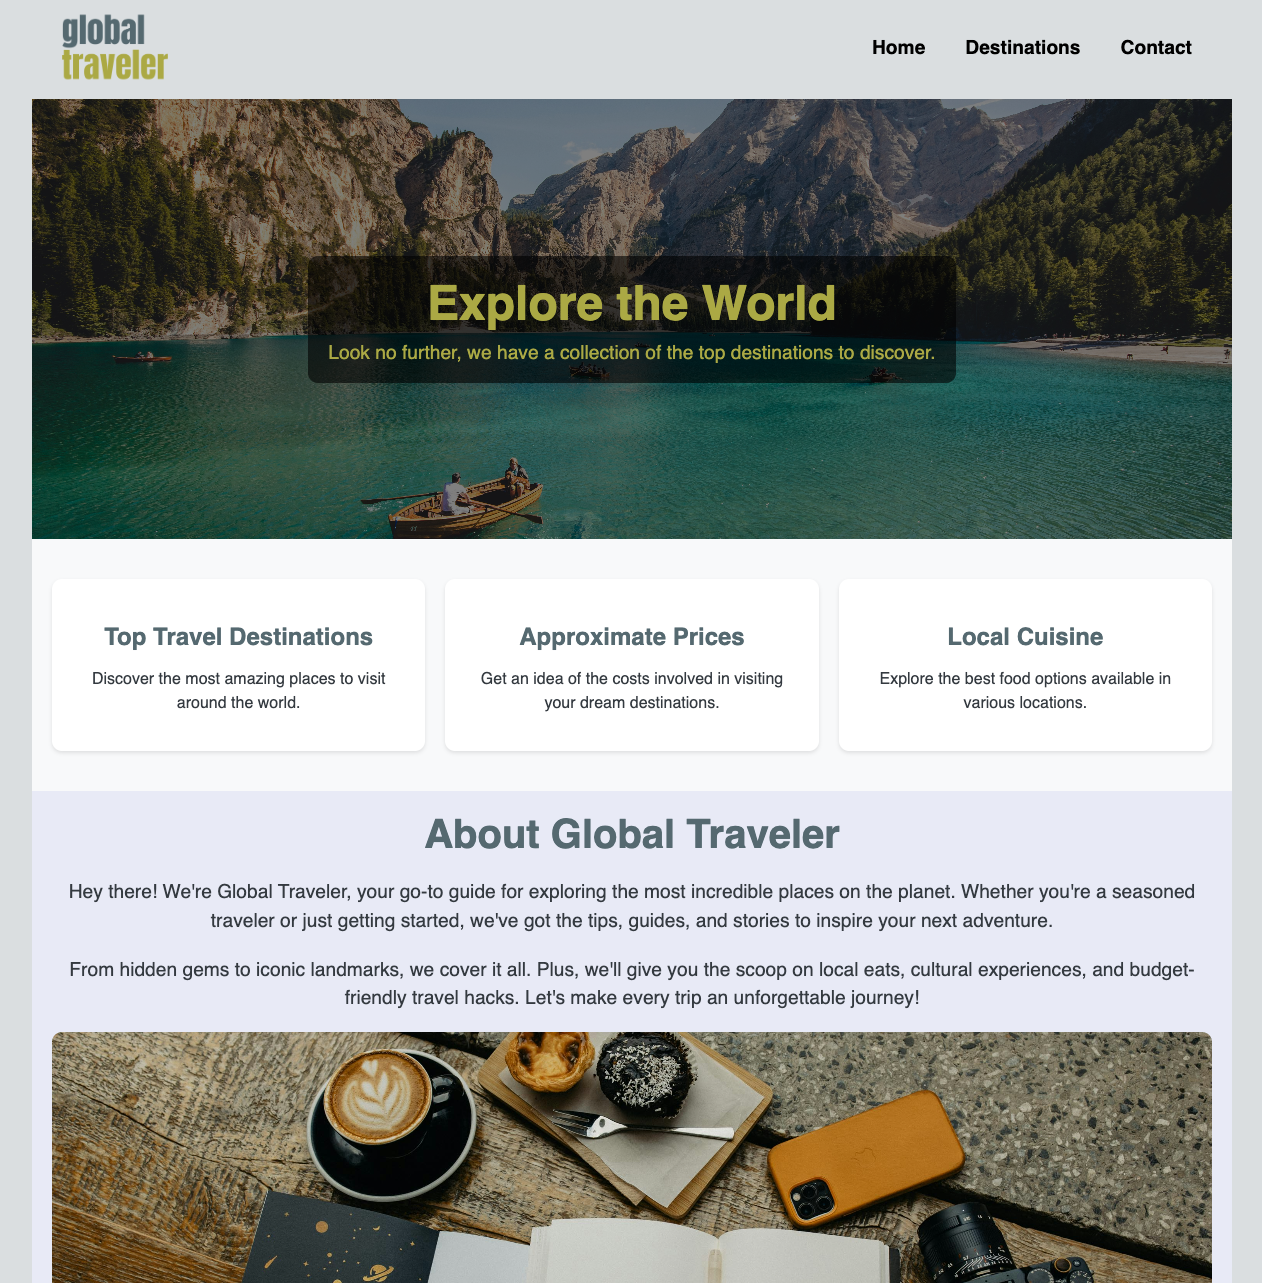 global
traveler
Home
Destinations
Contact
Explore the World
Look no further, we have a collection of the top destinations to discover.
Top Travel Destinations
Discover the most amazing places to visit
around the world.
Approximate Prices
Get an idea of the costs involved in visiting
your dream destinations.
Local Cuisine
Explore the best food options available in
various locations.
About Global Traveler
Hey there! We're Global Traveler, your go-to guide for exploring the most incredible places on the planet. Whether you're a seasoned
traveler or just getting started, we've got the tips, guides, and stories to inspire your next adventure.
From hidden gems to iconic landmarks, we cover it all. Plus, we'll give you the scoop on local eats, cultural experiences, and budget-
friendly travel hacks. Let's make every trip an unforgettable journey!